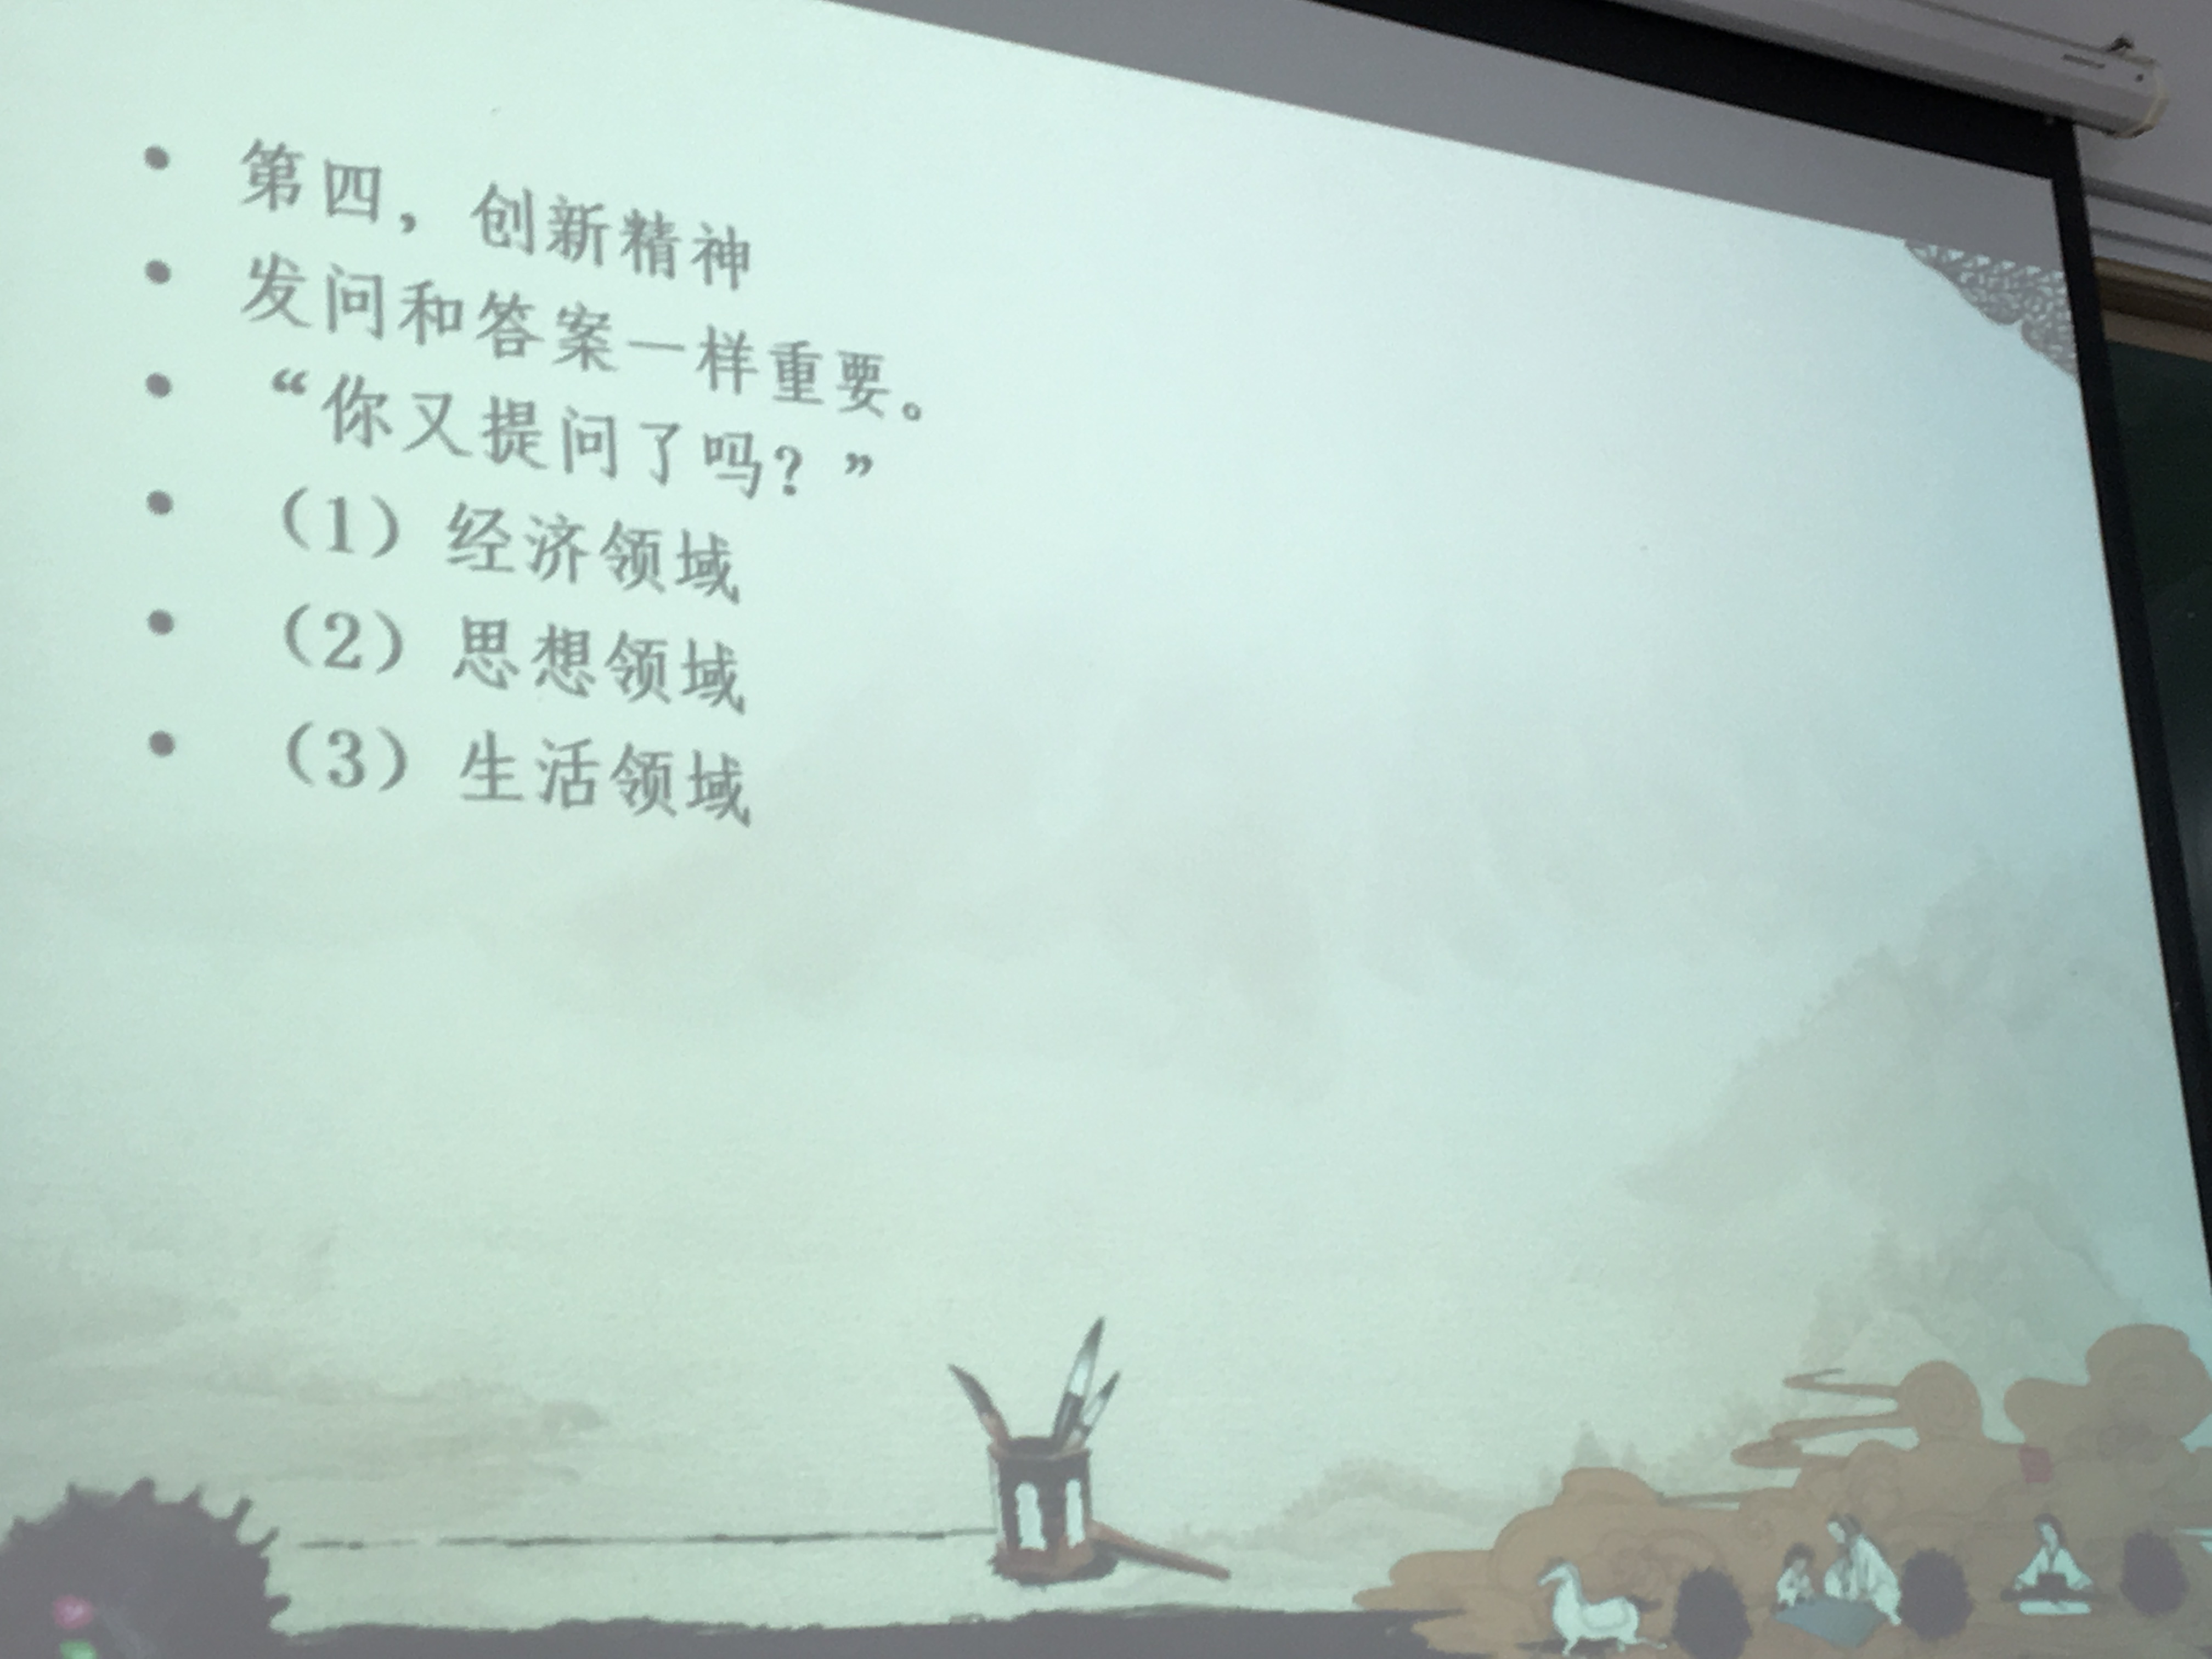 • 第四，创新精神
• 发问和答案一样重要。
• “你又提问了吗？”
• （1）经济领域
• （2）思想领域
• （3）生活领域